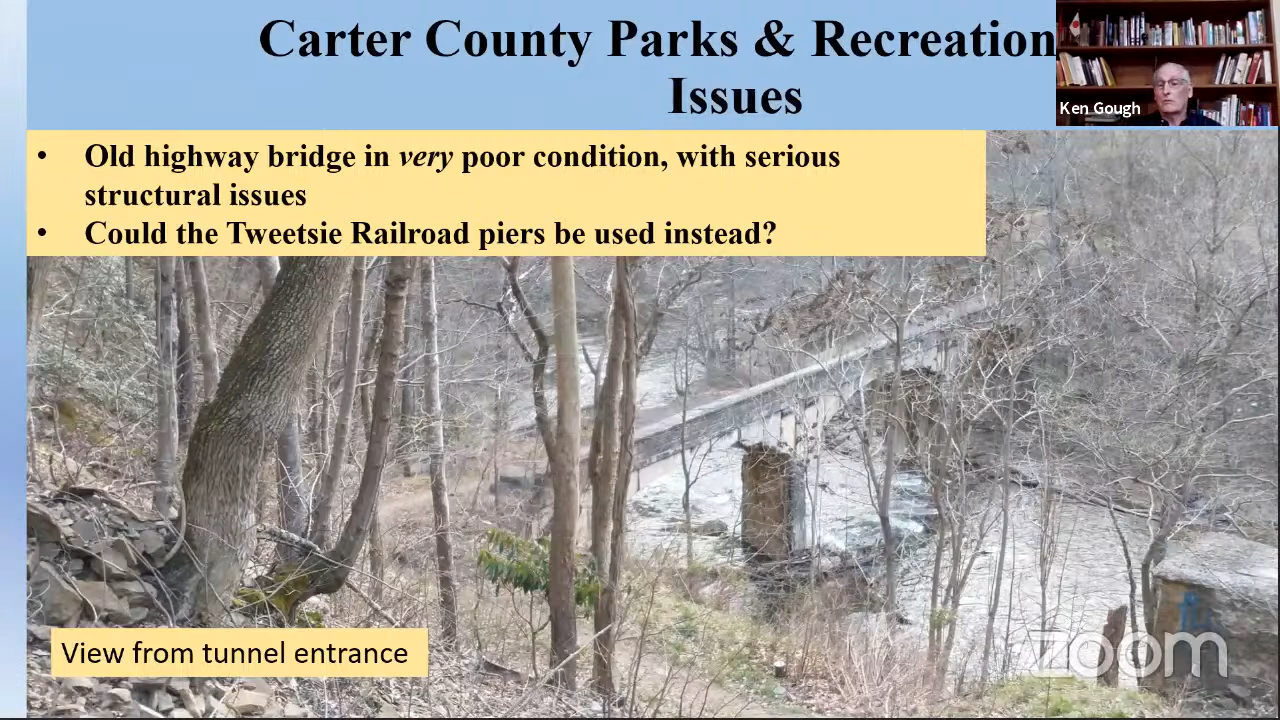 Carter County Parks & Recreation
Issues
Ken Gough
• Old highway bridge in very poor condition, with serious
structural issues
• Could the Tweetsie Railroad piers be used instead?
View from tunnel entrance
zoom